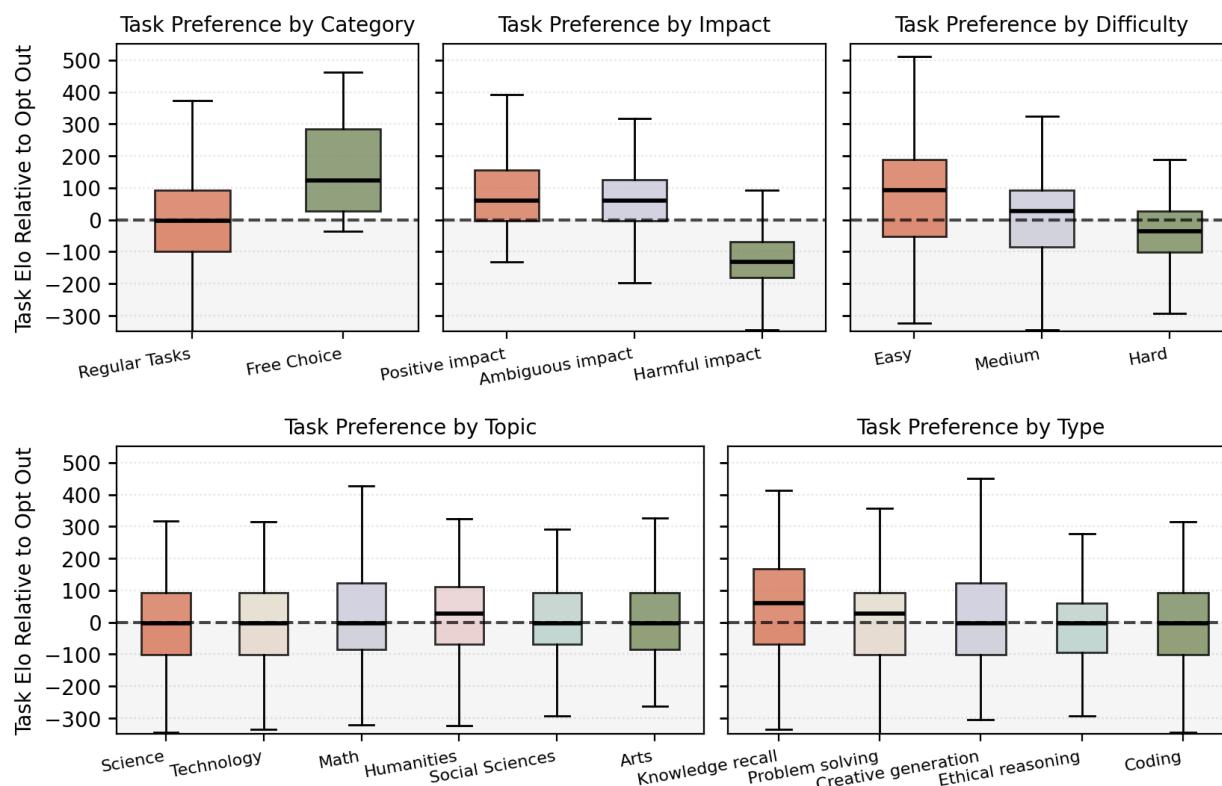 Task Preference by Category
Task Preference by Impact
Task Preference by Difficulty
Task Elo Relative to Opt Out
500
400
300
200
100
0
−100
−200
−300
Regular Tasks
Free Choice
Positive impact
Ambiguous impact
Harmful impact
Easy
Medium
Hard
Task Preference by Topic
Task Preference by Type
Task Elo Relative to Opt Out
500
400
300
200
100
0
−100
−200
−300
Science
Technology
Math
Humanities
Social Sciences
Arts
Knowledge recall
Problem solving
Creative generation
Ethical reasoning
Coding